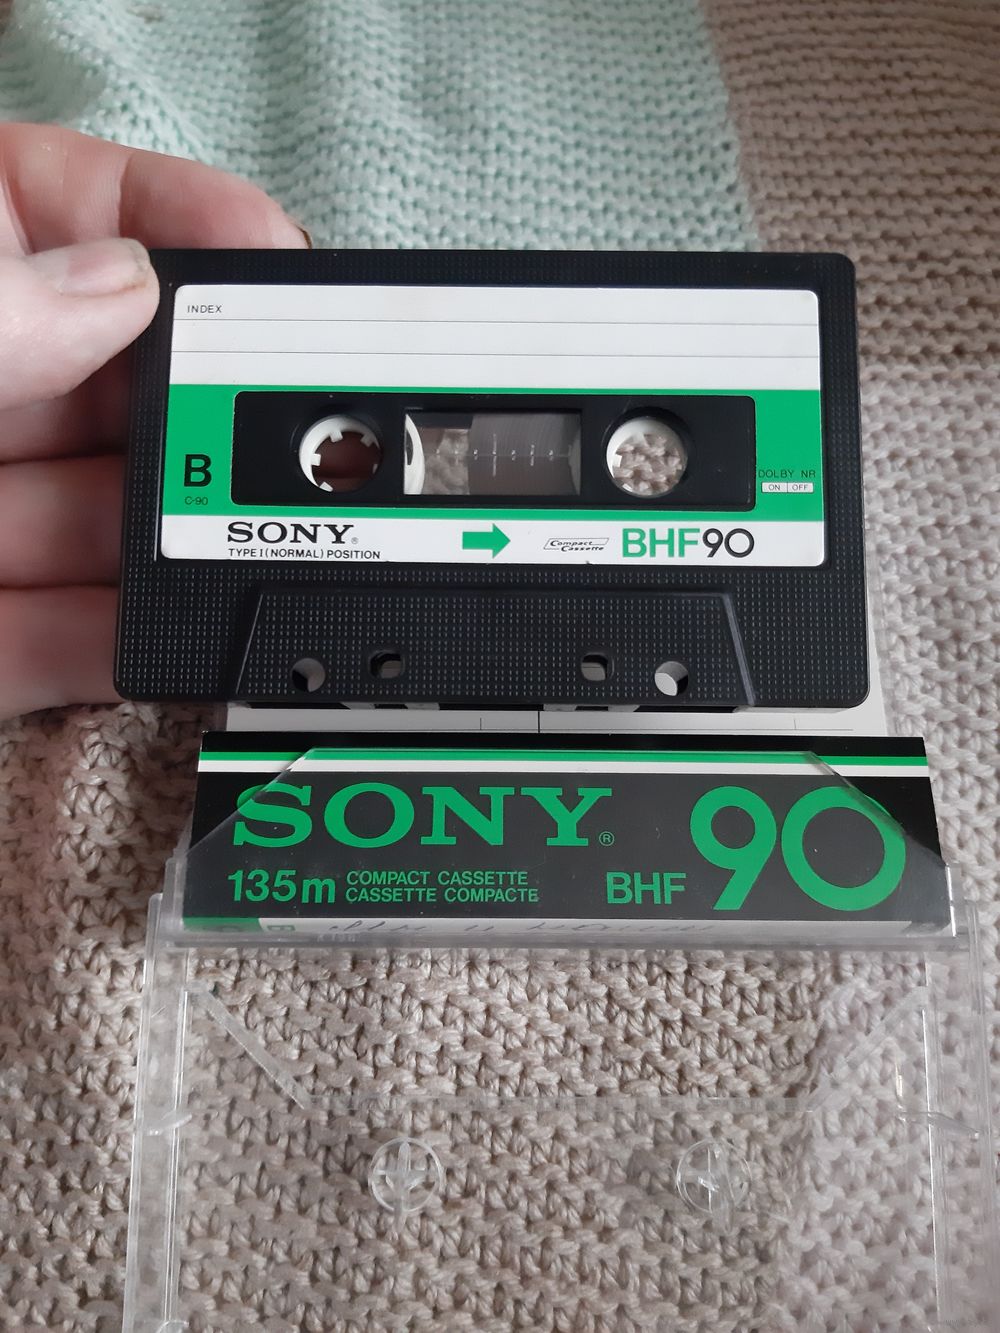 INDEX
B
C-90
DOLBY NR
ON OFF
SONY®
TYPE I (NORMAL) POSITION
Compact
Cassette
BHF90
SONY®
90
135m
COMPACT CASSETTE
CASSETTE COMPACTE
BHF
B